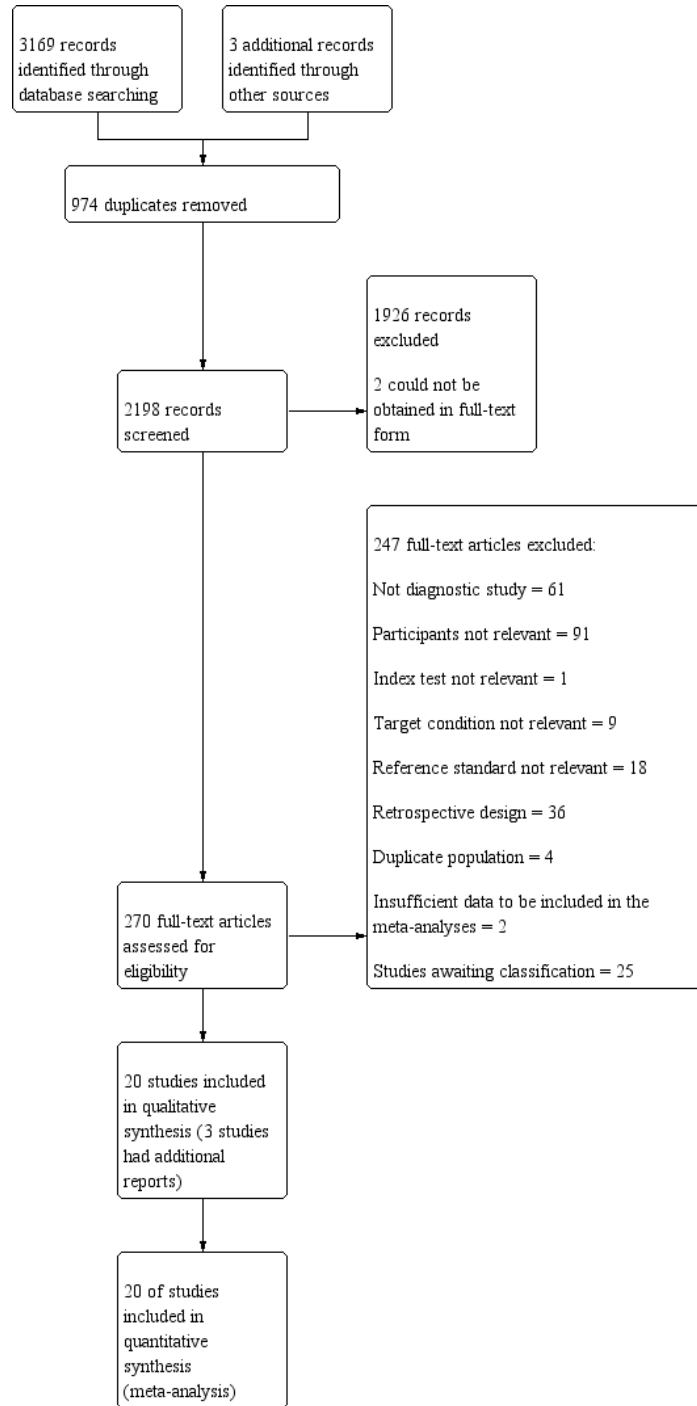 3169 records
identified through
database searching
3 additional records
identified through
other sources
974 duplicates removed
2198 records
screened
1926 records
excluded
2 could not be
obtained in full-text
form
270 full-text articles
assessed for
eligibility
247 full-text articles excluded:
Not diagnostic study = 61
Participants not relevant = 91
Index test not relevant = 1
Target condition not relevant = 9
Reference standard not relevant = 18
Retrospective design = 36
Duplicate population = 4
Insufficient data to be included in the
meta-analyses = 2
Studies awaiting classification = 25
20 studies included
in qualitative
synthesis (3 studies
had additional
reports)
20 of studies
included in
quantitative
synthesis
(meta-analysis)